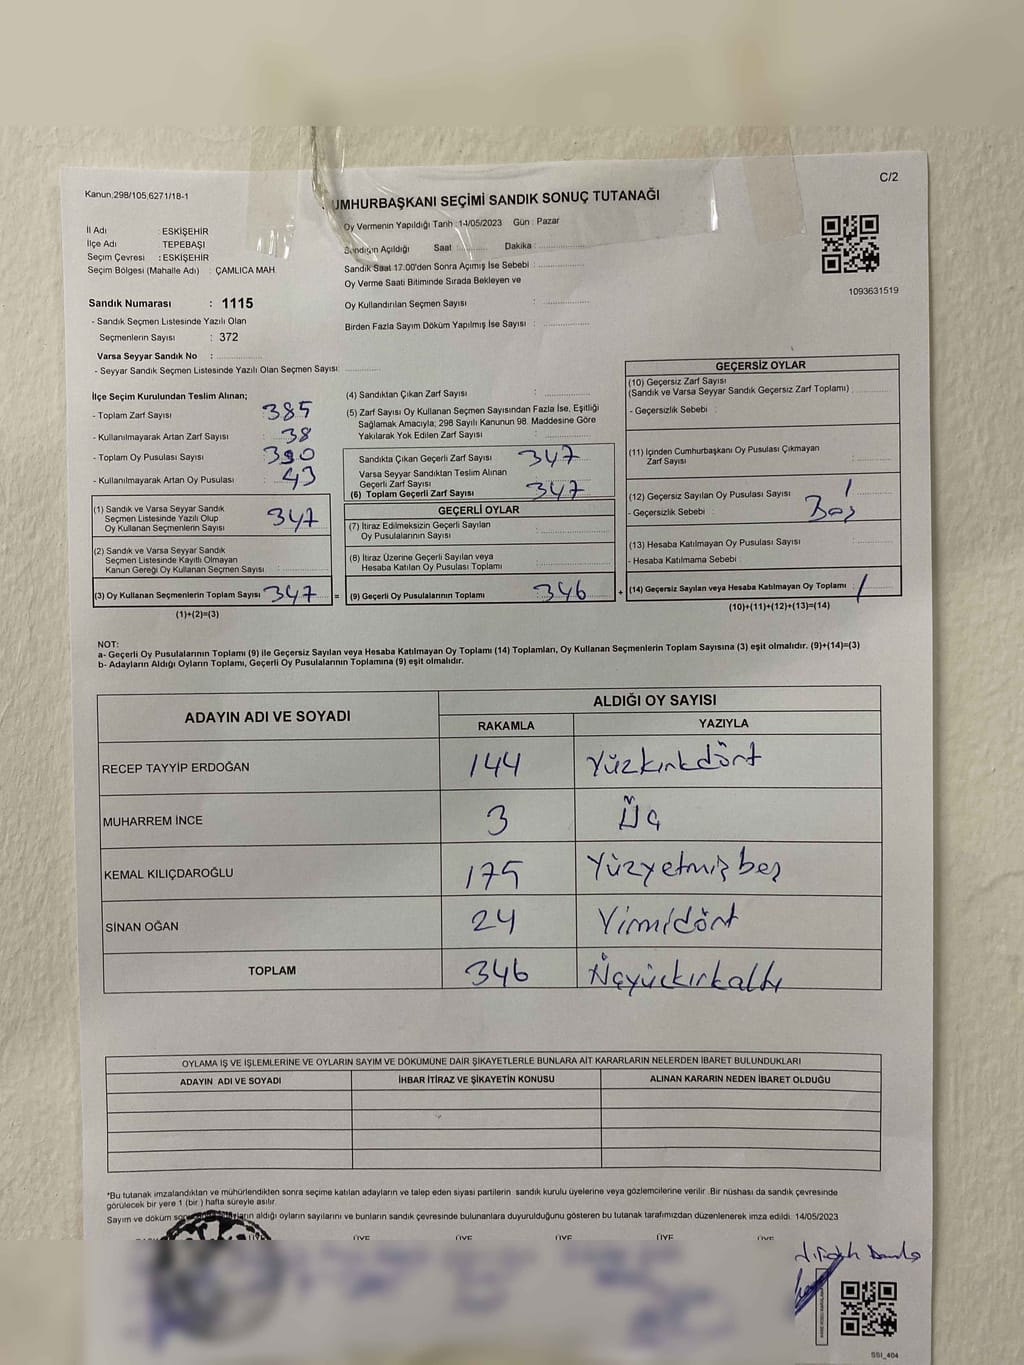 C/2
Kanun;298/105,6271/18-1
UMHURBAŞKANI SEÇİMİ SANDIK SONUÇ TUTANAĞI
Oy Vermenin Yapıldığı Tarih : 14/05/2023 Gün : Pazar
İl Adı : ESKİŞEHİR
İlçe Adı TEPEBAŞI
Seçim Çevresi : ESKİŞEHİR
Seçim Bölgesi (Mahalle Adı) : ÇAMLICA MAH.
Sandığın Açıldığı Saat : Dakika :
Sandık Saat 17.00'den Sonra Açımış İse Sebebi :
Oy Verme Saati Bitiminde Sırada Bekleyen ve
Oy Kullandırılan Seçmen Sayısı :
Birden Fazla Sayım Döküm Yapılmış İse Sayısı :
1093631519
Sandık Numarası : 1115
- Sandık Seçmen Listesinde Yazılı Olan
Seçmenlerin Sayısı : 372
Varsa Seyyar Sandık No :
- Seyyar Sandık Seçmen Listesinde Yazılı Olan Seçmen Sayısı:
İlçe Seçim Kurulundan Teslim Alınan;
- Toplam Zarf Sayısı 385
- Kullanılmayarak Artan Zarf Sayısı : 38
- Toplam Oy Pusulası Sayısı 390
- Kullanılmayarak Artan Oy Pusulası 43
(1) Sandık ve Varsa Seyyar Sandık
Seçmen Listesinde Yazılı Olup
Oy Kullanan Seçmenlerin Sayısı 347
(2) Sandık ve Varsa Seyyar Sandık
Seçmen Listesinde Kayıtlı Olmayan
Kanun Gereği Oy Kullanan Seçmen Sayısı :
(3) Oy Kullanan Seçmenlerin Toplam Sayısı 347 =
(1)+(2)=(3)
(4) Sandıktan Çıkan Zarf Sayısı :
(5) Zarf Sayısı Oy Kullanan Seçmen Sayısından Fazla İse, Eşitliği
Sağlamak Amacıyla; 298 Sayılı Kanunun 98. Maddesine Göre
Yakılarak Yok Edilen Zarf Sayısı :
Sandıkta Çıkan Geçerli Zarf Sayısı 347
Varsa Seyyar Sandıktan Teslim Alınan
Geçerli Zarf Sayısı
(6) Toplam Geçerli Zarf Sayısı 347
GEÇERLİ OYLAR
(7) İtiraz Edilmeksizin Geçerli Sayılan
Oy Pusulalarının Sayısı :
(8) İtiraz Üzerine Geçerli Sayılan veya
Hesaba Katılan Oy Pusulası Toplamı :
(9) Geçerli Oy Pusulalarının Toplamı 346 +
GEÇERSİZ OYLAR
(10) Geçersiz Zarf Sayısı
(Sandık ve Varsa Seyyar Sandık Geçersiz Zarf Toplamı)
- Geçersizlik Sebebi :
(11) İçinden Cumhurbaşkanı Oy Pusulası Çıkmayan
Zarf Sayısı :
(12) Geçersiz Sayılan Oy Pusulası Sayısı 1
- Geçersizlik Sebebi : Boş
(13) Hesaba Katılmayan Oy Pusulası Sayısı :
- Hesaba Katılmama Sebebi :
(14) Geçersiz Sayılan veya Hesaba Katılmayan Oy Toplamı 1
(10)+(11)+(12)+(13)=(14)
NOT:
a- Geçerli Oy Pusulalarının Toplamı (9) ile Geçersiz Sayılan veya Hesaba Katılmayan Oy Toplamı (14) Toplamları, Oy Kullanan Seçmenlerin Toplam Sayısına (3) eşit olmalıdır. (9)+(14)=(3)
b- Adayların Aldığı Oyların Toplamı, Geçerli Oy Pusulalarının Toplamına (9) eşit olmalıdır.
ADAYIN ADI VE SOYADI ALDIĞI OY SAYISI
RAKAMLA YAZIYLA
RECEP TAYYİP ERDOĞAN 144 Yüzkırkdört
MUHARREM İNCE 3 Üç
KEMAL KILIÇDAROĞLU 175 Yüzyetmişbeş
SİNAN OĞAN 24 Yirmidört
TOPLAM 346 Üçyüzkırkaltı
OYLAMA İŞ VE İŞLEMLERİNE VE OYLARIN SAYIM VE DÖKÜMÜNE DAİR ŞİKAYETLERLE BUNLARA AİT KARARLARIN NELERDEN İBARET BULUNDUKLARI
ADAYIN ADI VE SOYADI İHBAR İTİRAZ VE ŞİKAYETİN KONUSU ALINAN KARARIN NEDEN İBARET OLDUĞU
*Bu tutanak imzalandıktan ve mühürlendikten sonra seçime katılan adayların ve talep eden siyasi partilerin sandık kurulu üyelerine veya gözlemcilerine verilir .Bir nüshası da sandık çevresinde
görülecek bir yere 1 (bir ) hafta süreyle asılır.
Sayım ve döküm aldığı oyların sayılarını ve bunların sandık çevresinde bulunanlara duyurulduğunu gösteren bu tutanak tarafımızdan düzenlenerek imza edildi. 14/05/2023
ÜYE ÜYE ÜYE ÜYE ÜYE
SSI_404